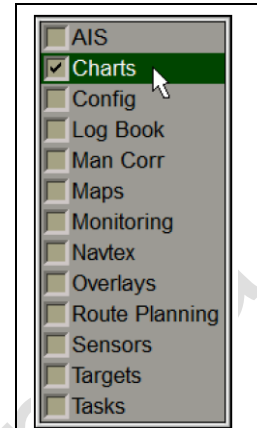 AIS
Charts
Config
Log Book
Man Corr
Maps
Monitoring
Navtex
Overlays
Route Planning
Sensors
Targets
Tasks